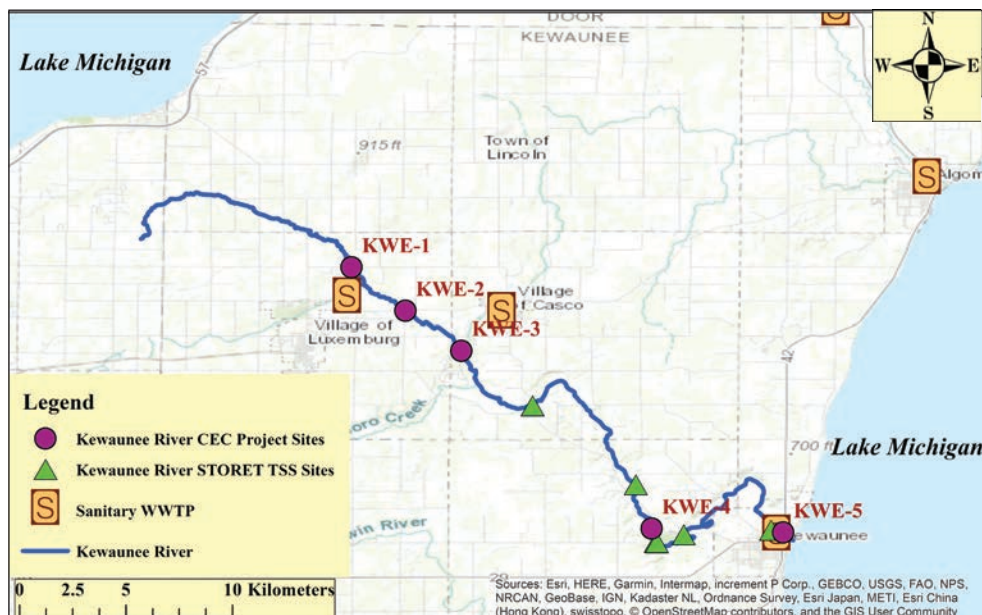 DOOR
KEWAUNEE
Lake Michigan
57
N
W E
S
915 ft
Town of
Lincoln
S
Algom
KWE-1
KWE-2
S
S
Village
of Casco
Village of
Luxemburg
KWE-3
42
Legend
Kewaunee River CEC Project Sites
Kewaunee River STORET TSS Sites
S
Sanitary WWTP
Kewaunee River
oro Creek
700 ft
Lake Michigan
win River
KWE-4
KWE-5
ewaunee
29
0 2.5 5 10 Kilometers
Sources: Esri, HERE, Garmin, Intermap, increment P Corp., GEBCO, USGS, FAO, NPS,
NRCAN, GeoBase, IGN, Kadaster NL, Ordnance Survey, Esri Japan, METI, Esri China
(Hong Kong), swisstopo, © OpenStreetMap contributors, and the GIS User Community